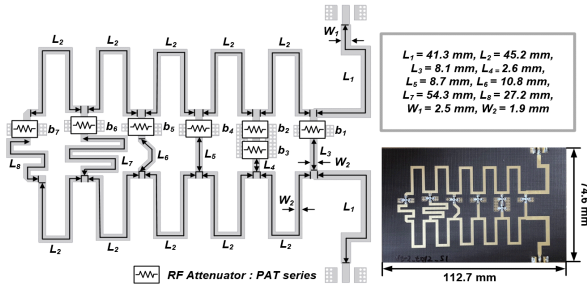 L2 L2 L2 L2 L2
W1
L1
b7 b6 b5 b4 b2 b1
b3
L8 L7 L6 L5 L4 L3
W2
W2
L1
L2 L2 L2 L2 L2
RF Attenuator : PAT series
L1 = 41.3 mm, L2 = 45.2 mm,
L3 = 8.1 mm, L4 = 2.6 mm,
L5 = 8.7 mm, L6 = 10.8 mm,
L7 = 54.3 mm, L8 = 27.2 mm,
W1 = 2.5 mm, W2 = 1.9 mm
74.6 mm
112.7 mm